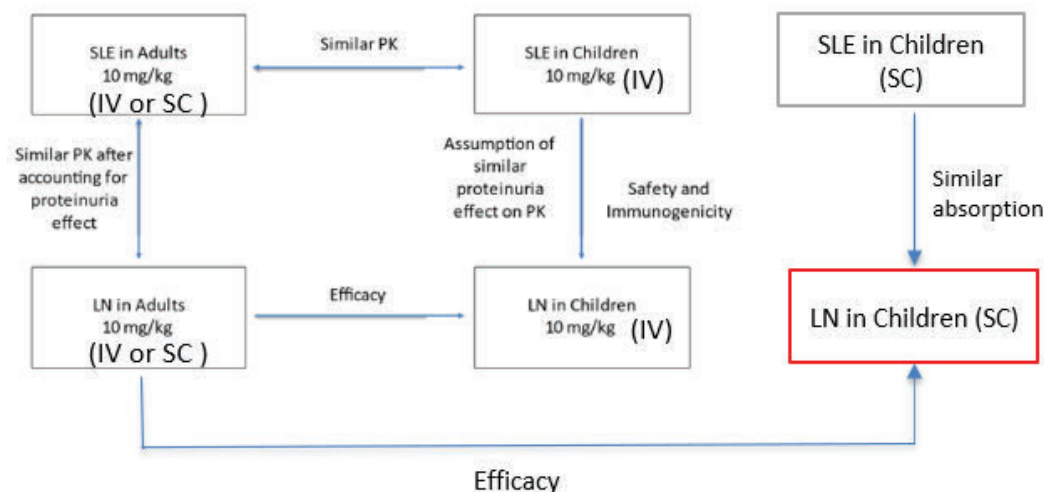 SLE in Adults
10 mg/kg
(IV or SC )
Similar PK
SLE in Children
10 mg/kg (IV)
SLE in Children
(SC)
Similar PK after
accounting for
proteinuria
effect
Assumption of
similar
proteinuria
effect on PK
Safety and
Immunogenicity
Similar
absorption
LN in Adults
10 mg/kg
(IV or SC )
Efficacy
LN in Children
10 mg/kg (IV)
LN in Children (SC)
Efficacy